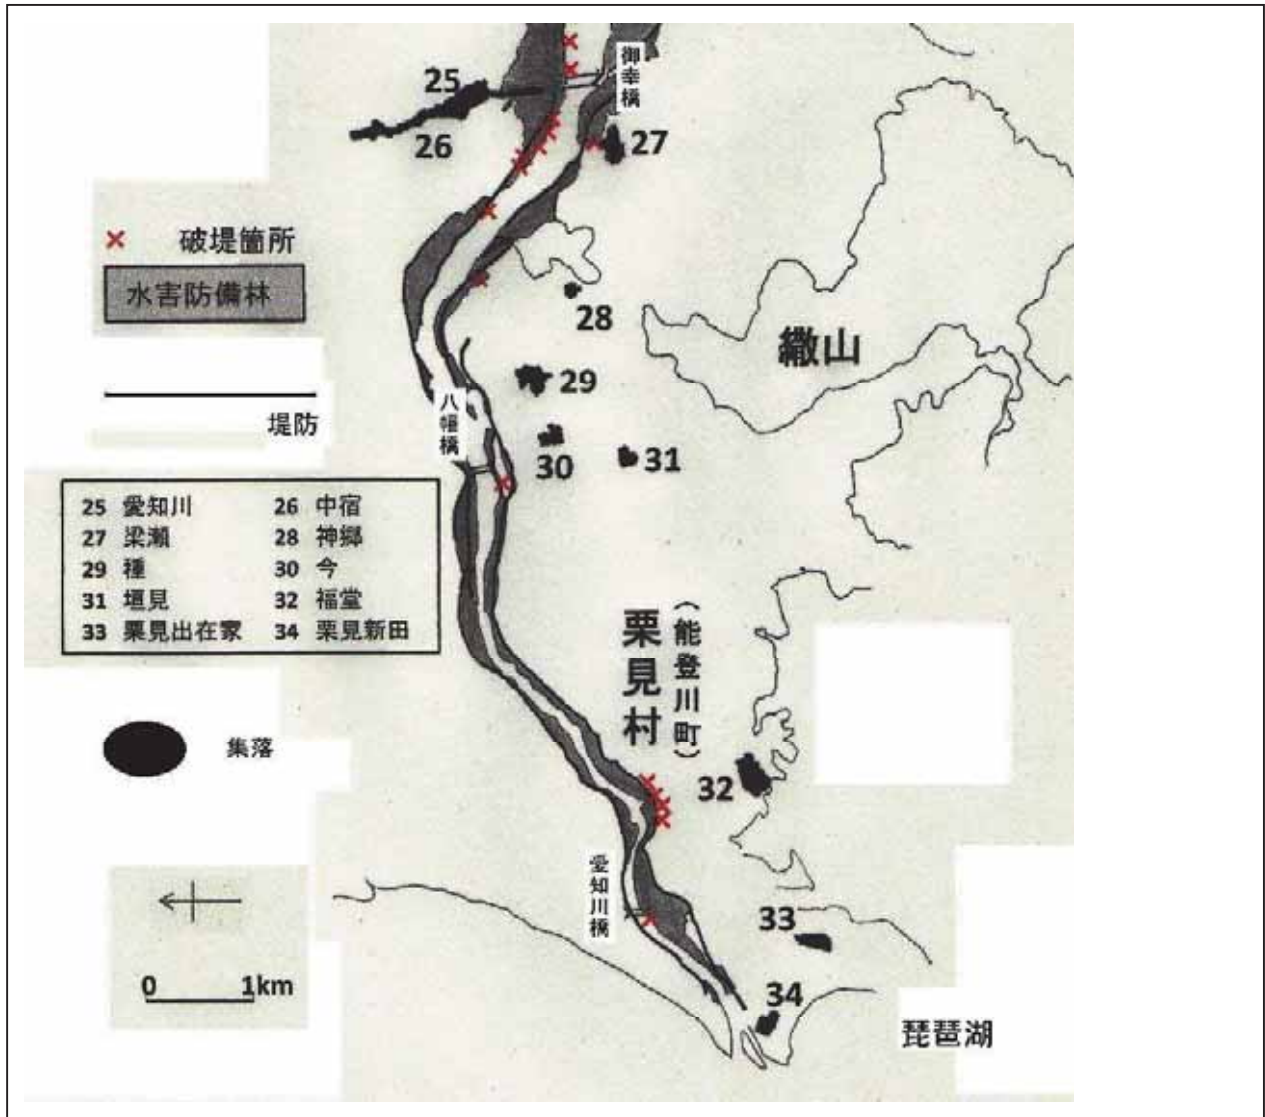 御幸橋
25
26
27
破堤箇所
水害防備林
28
繖山
29
八幡橋
堤防
30
31
25 愛知川 26 中宿
27 梁瀬 28 神郷
29 種 30 今
31 垣見 32 福堂
33 栗見出在家 34 栗見新田
栗見村
(能登川町)
集落
32
愛知川橋
33
0 1km
34
琵琶湖